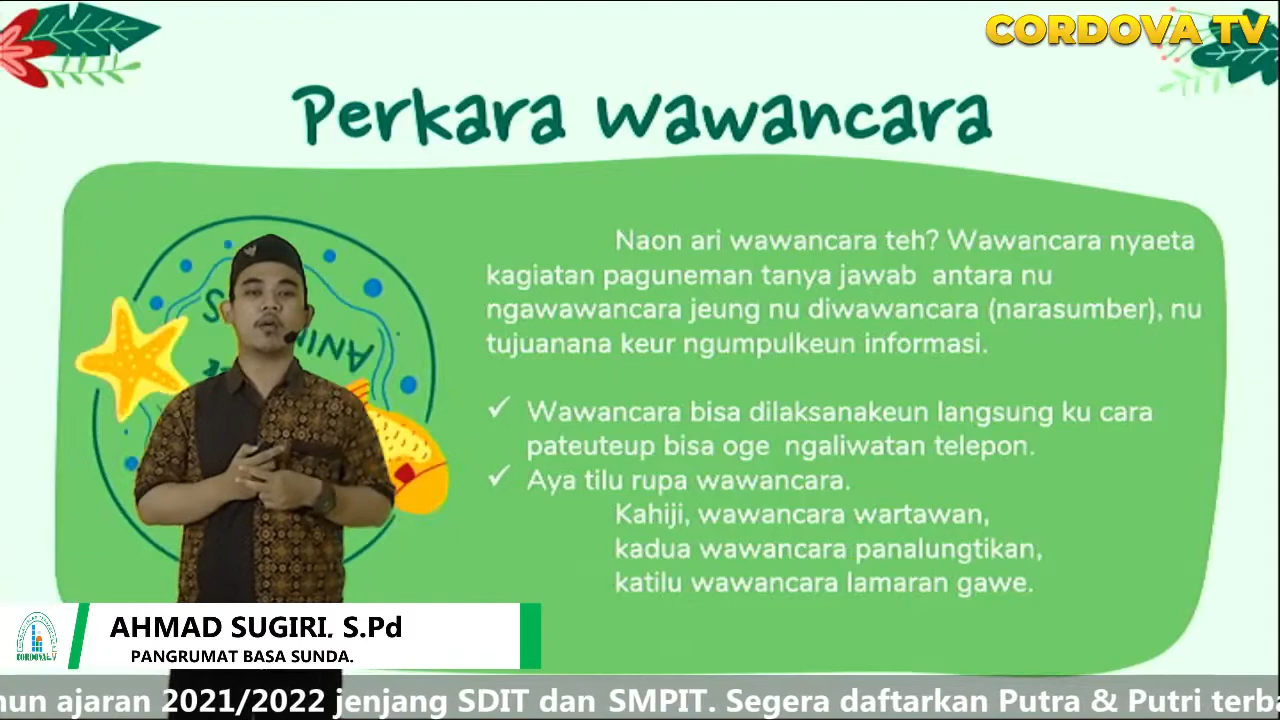 CORDOVA TV
Perkara wawancara
Naon ari wawancara teh? Wawancara nyaeta
kagiatan paguneman tanya jawab antara nu
ngawawancara jeung nu diwawancara (narasumber), nu
tujuanana keur ngumpulkeun informasi.
✓ Wawancara bisa dilaksanakeun langsung ku cara
pateuteup bisa oge ngaliwatan telepon.
✓ Aya tilu rupa wawancara.
Kahiji, wawancara wartawan,
kadua wawancara panalungtikan,
katilu wawancara lamaran gawe.
AHMAD SUGIRI. S.Pd
PANGRUMAT BASA SUNDA.
ajaran 2021/2022 jenjang SDIT dan SMPIT. Segera daftarkan Putra & Putri